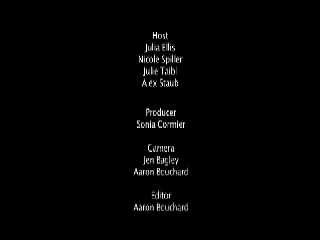 Host
Julia Ellis
Nicole Spiller
Julie Taibi
Alex Staub
Producer
Sonia Cormier
Camera
Jen Bagley
Aaron Bouchard
Editor
Aaron Bouchard